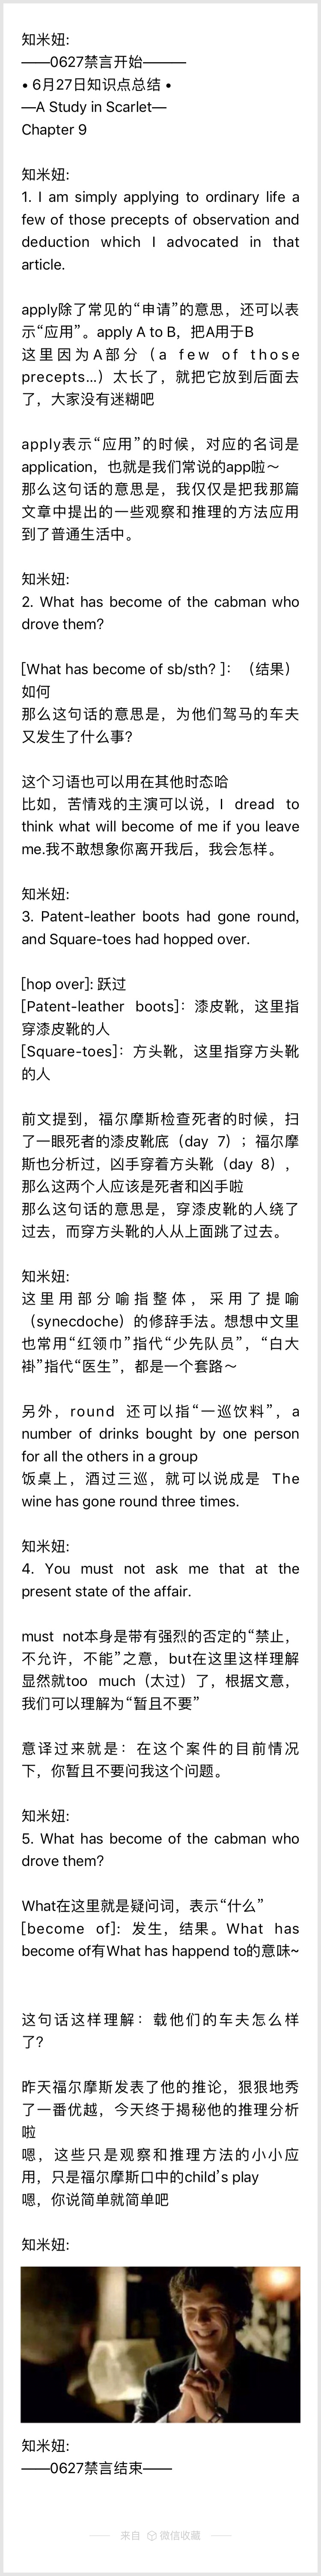 知米妞:
——0627禁言开始———
• 6月27日知识点总结 •
—A Study in Scarlet—
Chapter 9
知米妞:
1. I am simply applying to ordinary life a
few of those precepts of observation and
deduction which I advocated in that
article.
apply除了常见的“申请”的意思，还可以表
示“应用”。apply A to B，把A用于B
这里因为A部分（a few of those
precepts...）太长了，就把它放到后面去
了，大家没有迷糊吧
apply表示“应用”的时候，对应的名词是
application，也就是我们常说的app啦～
那么这句话的意思是，我仅仅是把我那篇
文章中提出的一些观察和推理的方法应用
到了普通生活中。
知米妞:
2. What has become of the cabman who
drove them?
[What has become of sb/sth? ]：（结果）
如何
那么这句话的意思是，为他们驾马的车夫
又发生了什么事?
这个习语也可以用在其他时态哈
比如，苦情戏的主演可以说，I dread to
think what will become of me if you leave
me.我不敢想象你离开我后，我会怎样。
知米妞:
3. Patent-leather boots had gone round,
and Square-toes had hopped over.
[hop over]: 跃过
[Patent-leather boots]：漆皮靴，这里指
穿漆皮靴的人
[Square-toes]：方头靴，这里指穿方头靴
的人
前文提到，福尔摩斯检查死者的时候，扫
了一眼死者的漆皮靴底（day 7）；福尔摩
斯也分析过，凶手穿着方头靴（day 8），
那么这两个人应该是死者和凶手啦
那么这句话的意思是，穿漆皮靴的人绕了
过去，而穿方头靴的人从上面跳了过去。
知米妞:
这里用部分喻指整体，采用了提喻
（synecdoche）的修辞手法。想想中文里
也常用“红领巾”指代“少先队员”，“白大
褂”指代“医生”，都是一个套路～
另外，round 还可以指“一巡饮料”，a
number of drinks bought by one person
for all the others in a group
饭桌上，酒过三巡，就可以说成是 The
wine has gone round three times.
知米妞:
4. You must not ask me that at the
present state of the affair.
must not本身是带有强烈的否定的“禁止，
不允许，不能”之意，but在这里这样理解
显然就too much（太过）了，根据文意，
我们可以理解为“暂且不要”
意译过来就是：在这个案件的目前情况
下，你暂且不要问我这个问题。
知米妞:
5. What has become of the cabman who
drove them?
What在这里就是疑问词，表示“什么”
[become of]: 发生，结果。What has
become of有What has happend to的意味~
这句话这样理解：载他们的车夫怎么样
了?
昨天福尔摩斯发表了他的推论，狠狠地秀
了一番优越，今天终于揭秘他的推理分析
啦
嗯，这些只是观察和推理方法的小小应
用，只是福尔摩斯口中的child's play
嗯，你说简单就简单吧
知米妞:
知米妞:
——0627禁言结束——
来自 微信收藏